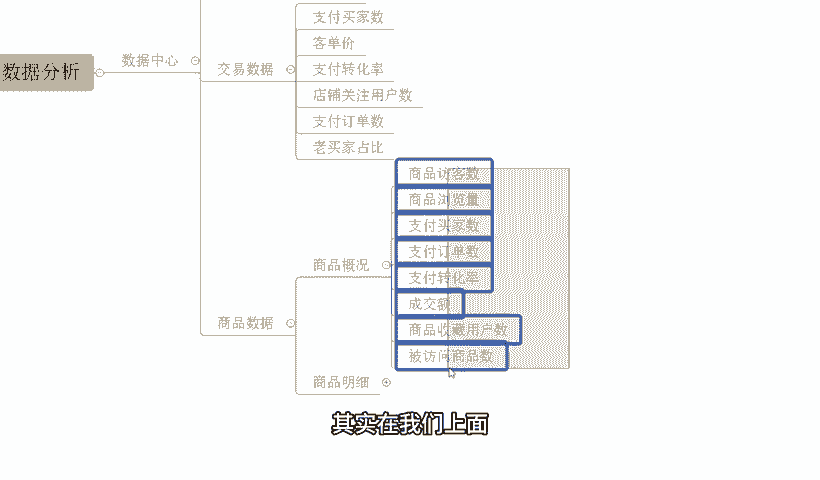 支付买家数
客单价
数据中心
交易数据
支付转化率
数据分析
店铺关注用户数
支付订单数
老买家占比
商品访客数
商品浏览量
支付买家数
支付订单数
商品概况
支付转化率
成交额
商品数据
商品收藏用户数
被访问商品数
商品明细
其实在我们上面